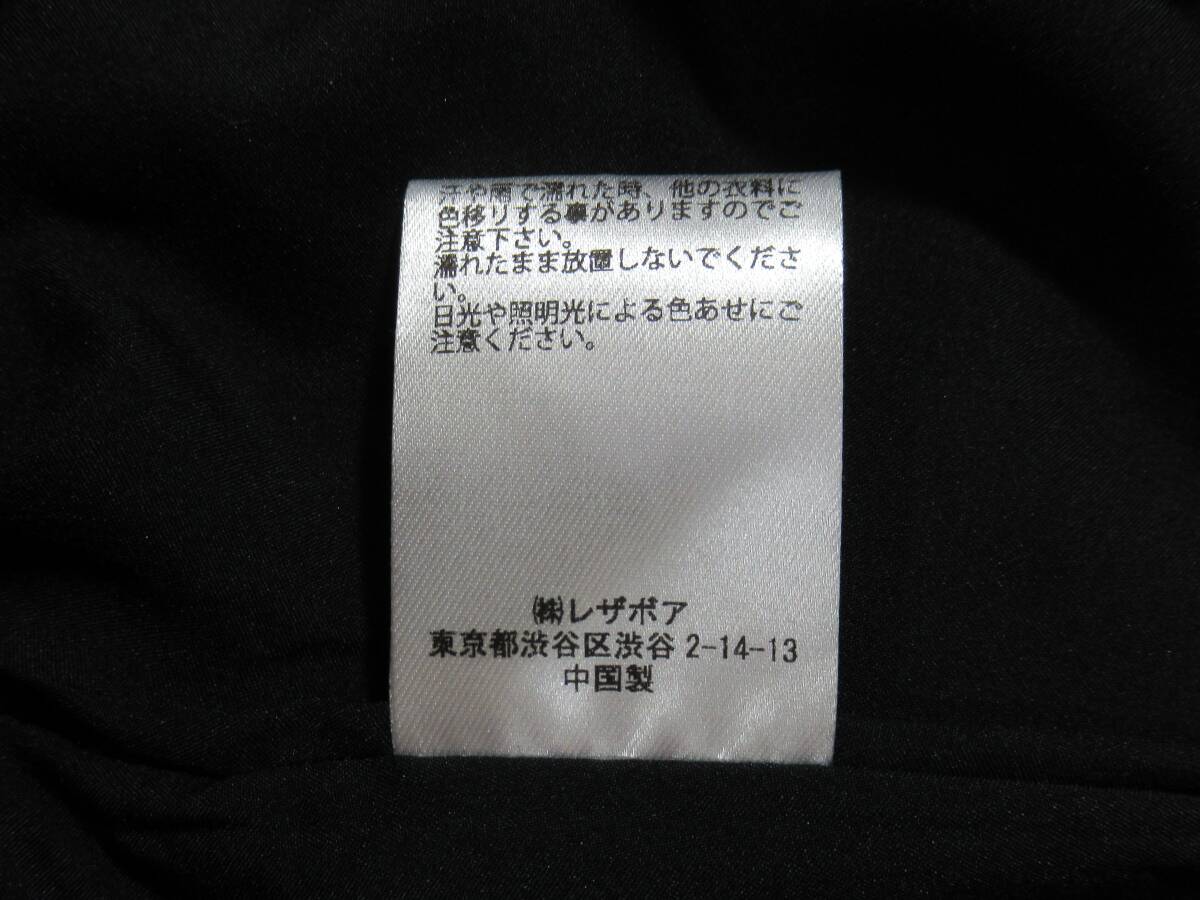 汗や雨で濡れた時、他の衣料に
色移りする事がありますのでご
注意下さい。
濡れたまま放置しないでくださ
い。
日光や照明光による色あせにご
注意ください。
㈱レザボア
東京都渋谷区渋谷 2-14-13
中国製